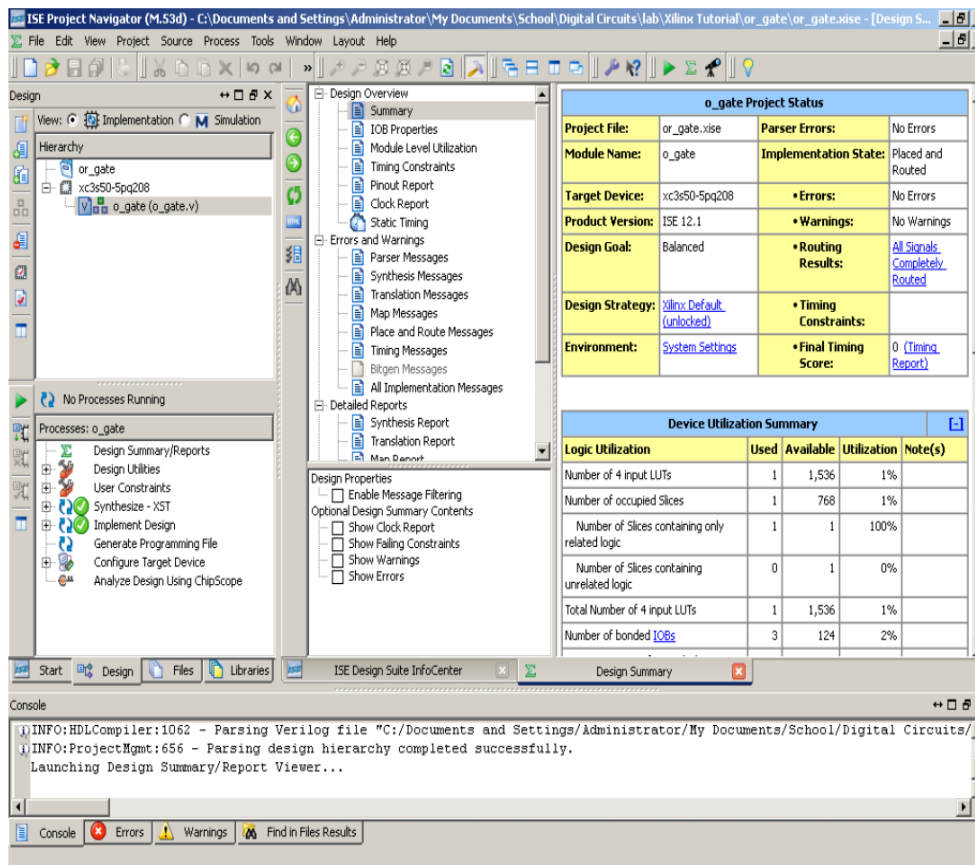 ISE Project Navigator (M.53d) - C:\Documents and Settings\Administrator\My Documents\School\Digital Circuits\lab\Xilinx Tutorial\or_gate\or_gate.xise - [Design S...
File Edit View Project Source Process Tools Window Layout Help
Design
View: Implementation Simulation
Hierarchy
or_gate
xc3s50-5pq208
o_gate (o_gate.v)
No Processes Running
Processes: o_gate
Design Summary/Reports
Design Utilities
User Constraints
Synthesize - XST
Implement Design
Generate Programming File
Configure Target Device
Analyze Design Using ChipScope
Start Design Files Libraries
Design Overview
Summary
IOB Properties
Module Level Utilization
Timing Constraints
Pinout Report
Clock Report
Static Timing
Errors and Warnings
Parser Messages
Synthesis Messages
Translation Messages
Map Messages
Place and Route Messages
Timing Messages
Bitgen Messages
All Implementation Messages
Detailed Reports
Synthesis Report
Translation Report
Map Report
Design Properties
Enable Message Filtering
Optional Design Summary Contents
Show Clock Report
Show Failing Constraints
Show Warnings
Show Errors
o_gate Project Status
Project File: or_gate.xise Parser Errors: No Errors
Module Name: o_gate Implementation State: Placed and
Routed
Target Device: xc3s50-5pq208 •Errors: No Errors
Product Version: ISE 12.1 •Warnings: No Warnings
Design Goal: Balanced •Routing All Signals
Results: Completely
Routed
Design Strategy: Xilinx Default •Timing
(unlocked) Constraints:
Environment: System Settings •Final Timing 0 (Timing
Score: Report)
Device Utilization Summary [-]
Logic Utilization Used Available Utilization Note(s)
Number of 4 input LUTs 1 1,536 1%
Number of occupied Slices 1 768 1%
Number of Slices containing only 1 1 100%
related logic
Number of Slices containing 0 1 0%
unrelated logic
Total Number of 4 input LUTs 1 1,536 1%
Number of bonded IOBs 3 124 2%
ISE Design Suite InfoCenter Design Summary
Console
INFO:HDLCompiler:1062 - Parsing Verilog file "C:/Documents and Settings/Administrator/My Documents/School/Digital Circuits/
INFO:ProjectMgmt:656 - Parsing design hierarchy completed successfully.
Launching Design Summary/Report Viewer...
Console Errors Warnings Find in Files Results